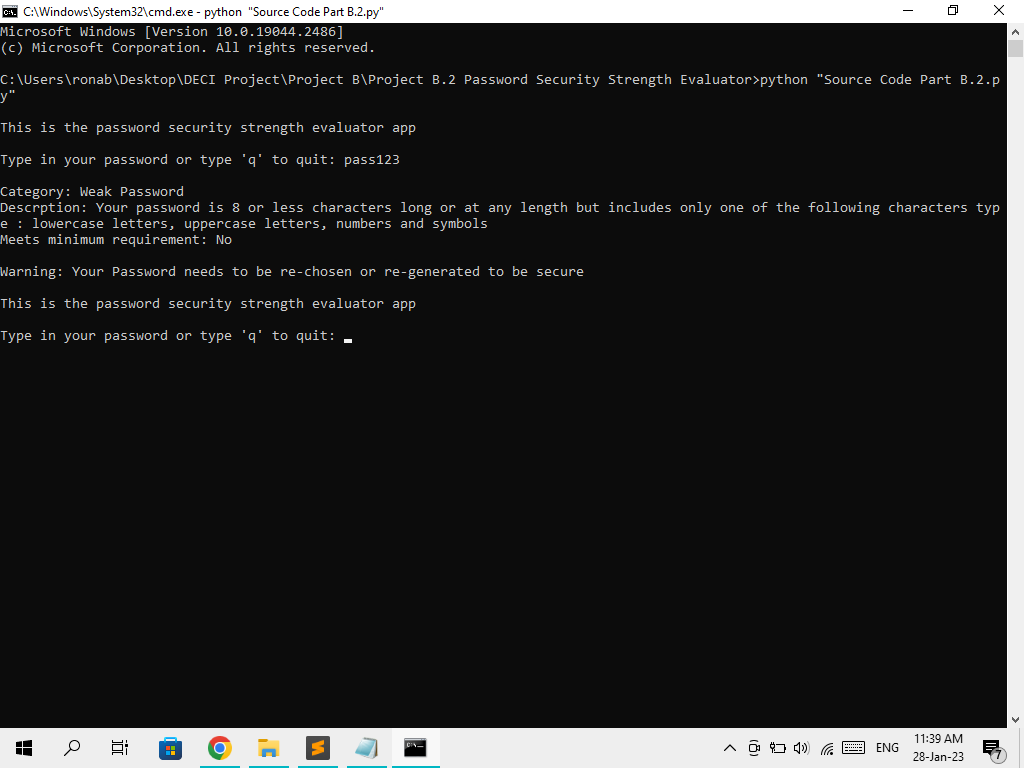 C:\Windows\System32\cmd.exe - python  "Source Code Part B.2.py"
Microsoft Windows [Version 10.0.19044.2486]
(c) Microsoft Corporation. All rights reserved.
C:\Users\ronab\Desktop\DECI Project\Project B\Project B.2 Password Security Strength Evaluator>python "Source Code Part B.2.p
y"
This is the password security strength evaluator app
Type in your password or type 'q' to quit: pass123
Category: Weak Password
Descrption: Your password is 8 or less characters long or at any length but includes only one of the following characters typ
e : lowercase letters, uppercase letters, numbers and symbols
Meets minimum requirement: No
Warning: Your Password needs to be re-chosen or re-generated to be secure
This is the password security strength evaluator app
Type in your password or type 'q' to quit:
ENG
11:39 AM
28-Jan-23
7